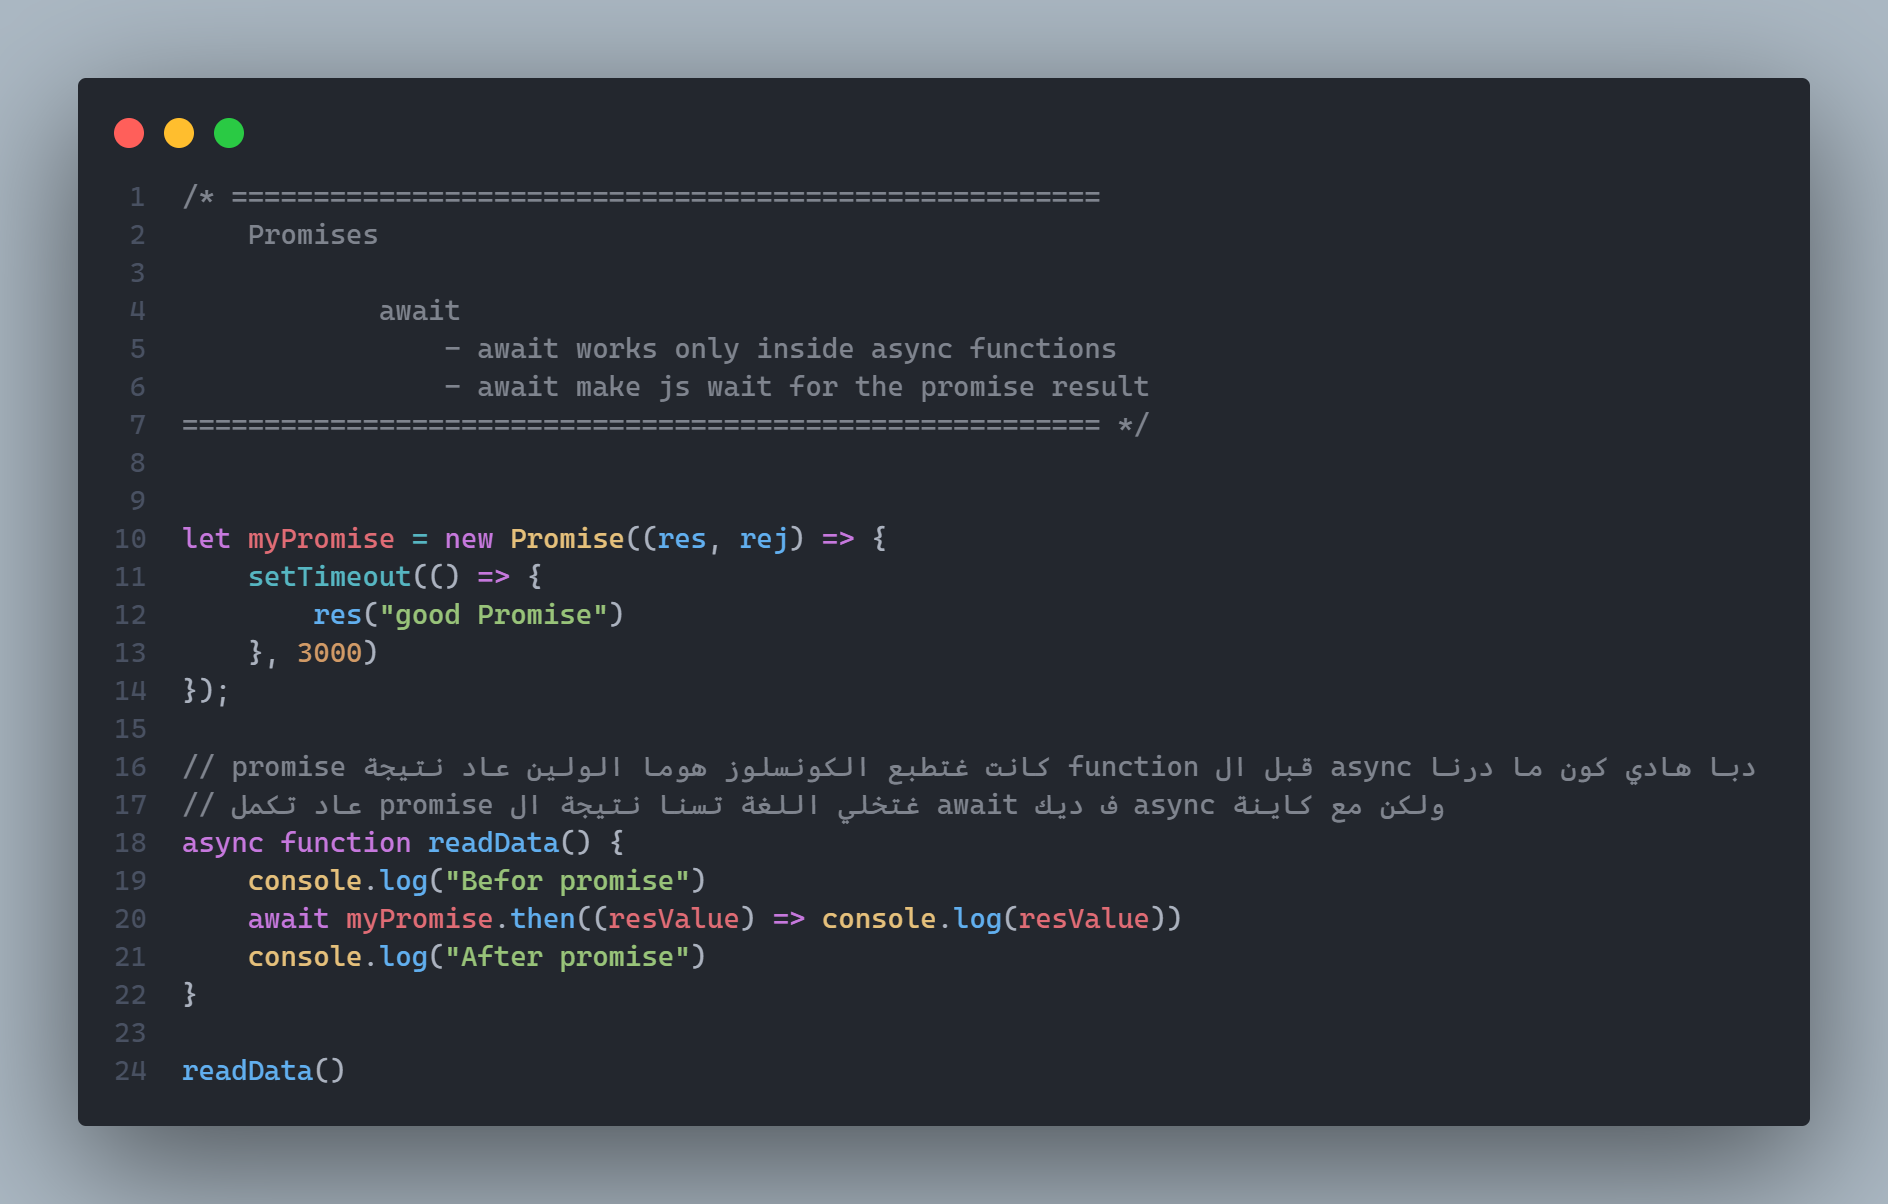 1 /* =====================================================
2     Promises
3
4             await
5                 - await works only inside async functions
6                 - await make js wait for the promise result
7 ======================================================== */
8
9
10 let myPromise = new Promise((res, rej) => {
11     setTimeout(() => {
12         res("good Promise")
13     }, 3000)
14 });
15
16 // دبا هادي كون ما درنا async قبل ال function كانت غتطبع الكونسلوز هوما الولين عاد نتيجة promise
17 // ولكن مع كاينة async ف ديك await غتخلي اللغة تسنا نتيجة ال promise عاد تكمل
18 async function readData() {
19     console.log("Befor promise")
20     await myPromise.then((resValue) => console.log(resValue))
21     console.log("After promise")
22 }
23
24 readData()